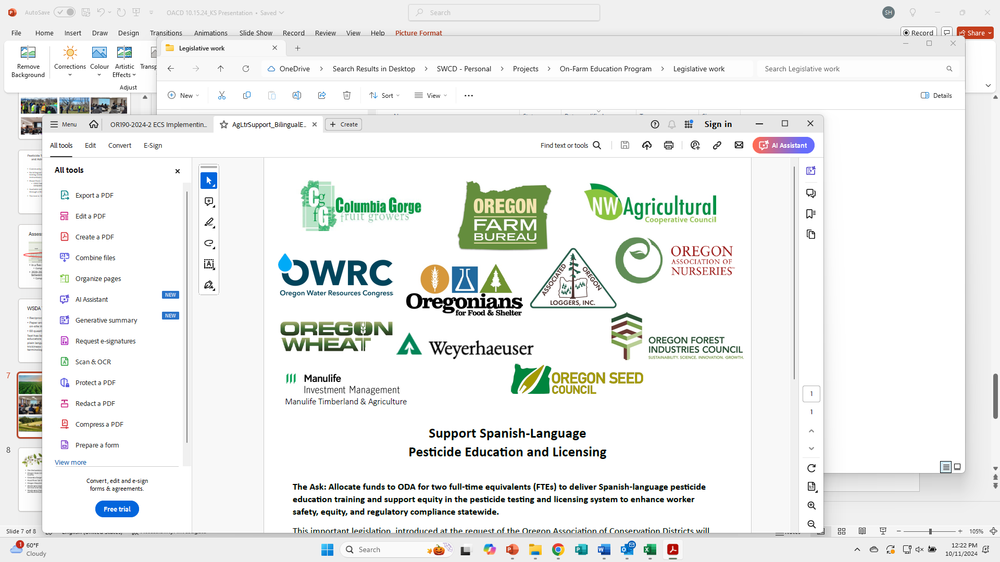 AutoSave
OACD 10.15.24_KS Presentation • Saved
Search
SH
File Home Insert Draw Design Transitions Animations Slide Show Record Review View Help Picture Format
Record
Share
Remove Background
Corrections
Colour
Artistic Effects
Transp
Adjust
Legislative work
OneDrive > Search Results in Desktop > SWCD - Personal > Projects > On-Farm Education Program > Legislative work
Search Legislative work
New
Sort
View
Details
Menu
OR190-2024-2 ECS Implementin...
AgLtrSupport_BilingualE...
Create
Sign in
All tools Edit Convert E-Sign
Find text or tools
AI Assistant
All tools
Export a PDF
Edit a PDF
Create a PDF
Combine files
Organize pages
AI Assistant NEW
Generative summary NEW
Request e-signatures
Scan & OCR
Protect a PDF
Redact a PDF
Compress a PDF
Prepare a form
View more
Convert, edit and e-sign
forms & agreements.
Free trial
CgfG Columbia Gorge
fruit growers
OREGON
FARM
BUREAU
NW Agricultural
Cooperative Council
OWRC
Oregon Water Resources Congress
Oregonians
for Food & Shelter
ASSOCIATED OREGON
LOGGERS, INC.
OREGON
ASSOCIATION OF
NURSERIES
OREGON
WHEAT
Weyerhaeuser
OREGON FOREST
INDUSTRIES COUNCIL
SUSTAINABILITY. SCIENCE. INNOVATION. GROWTH.
Manulife
Investment Management
Manulife Timberland & Agriculture
OREGON SEED
COUNCIL
Support Spanish-Language
Pesticide Education and Licensing
The Ask: Allocate funds to ODA for two full-time equivalents (FTEs) to deliver Spanish-language pesticide
education training and support equity in the pesticide testing and licensing system to enhance worker
safety, equity, and regulatory compliance statewide.
This important legislation, introduced at the request of the Oregon Association of Conservation Districts will
1
1
7
8
Slide 7 of 8
105%
1
60°F
Cloudy
Search
12:22 PM
10/11/2024